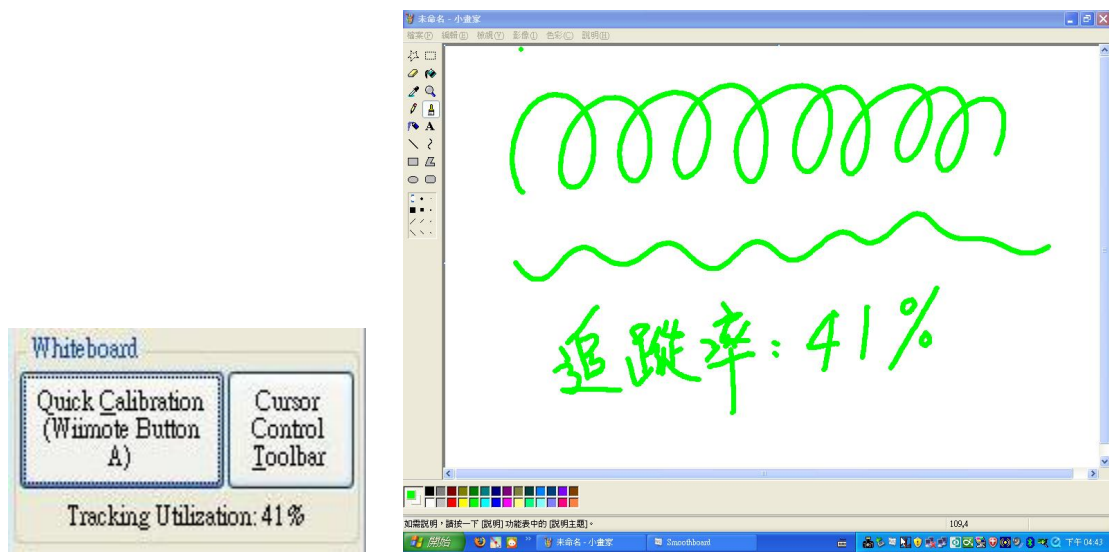 Whiteboard
Quick Calibration
(Wiimote Button
A)
Cursor
Control
Toolbar
Tracking Utilization: 41%
未命名 - 小畫家
檔案(F) 編輯(E) 檢視(V) 影像(I) 色彩(C) 說明(H)
A
追蹤率:41%
如需說明,請按一下 [說明] 功能表中的 [說明主題]。
109,4
開始
未命名 - 小畫家
Smoothboard
下午 04:43